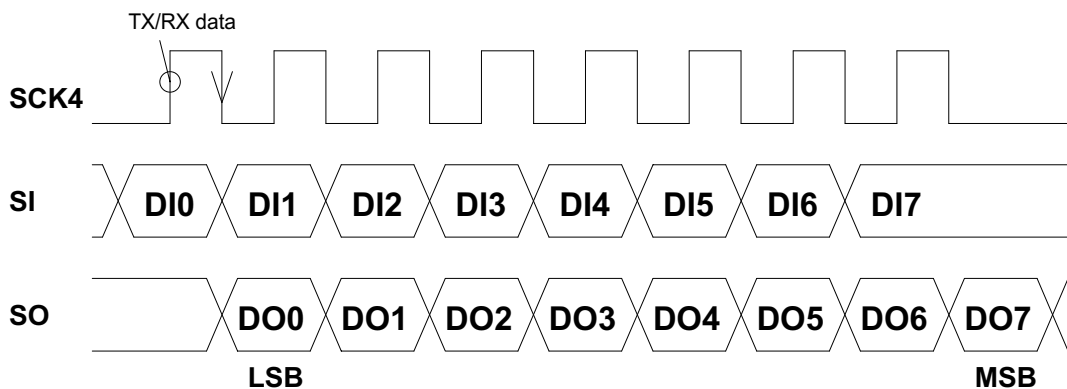 TX/RX data
SCK4
SI DI0 DI1 DI2 DI3 DI4 DI5 DI6 DI7
SO DO0 DO1 DO2 DO3 DO4 DO5 DO6 DO7
LSB MSB